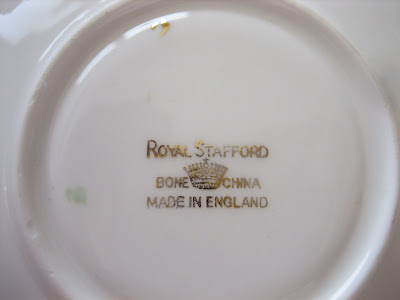 ROYAL STAFFORD
BONE CHINA
MADE IN ENGLAND